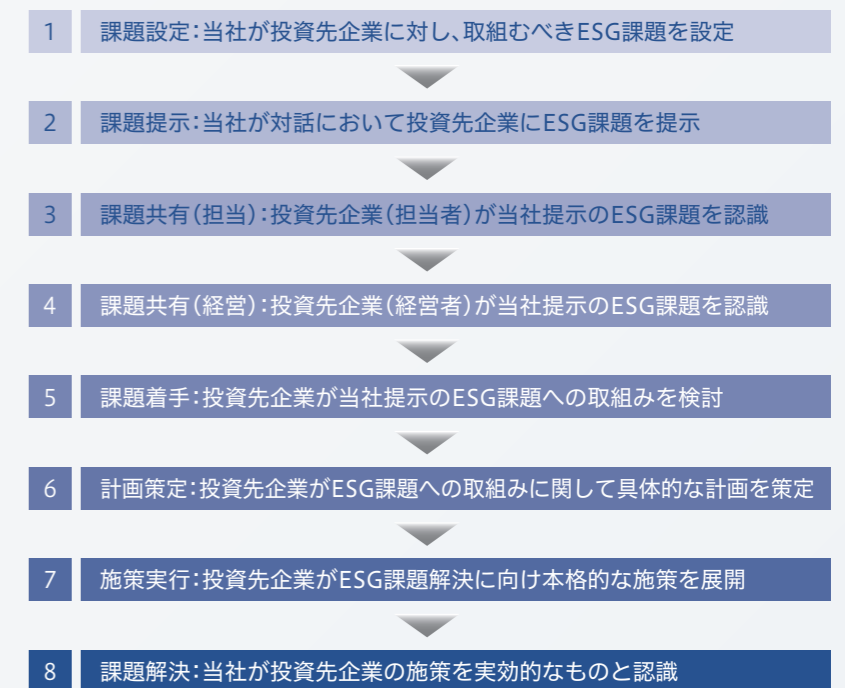 1 課題設定：当社が投資先企業に対し、取組むべきESG課題を設定
2 課題提示：当社が対話において投資先企業にESG課題を提示
3 課題共有（担当）：投資先企業（担当者）が当社提示のESG課題を認識
4 課題共有（経営）：投資先企業（経営者）が当社提示のESG課題を認識
5 課題着手：投資先企業が当社提示のESG課題への取組みを検討
6 計画策定：投資先企業がESG課題への取組みに関して具体的な計画を策定
7 施策実行：投資先企業がESG課題解決に向け本格的な施策を展開
8 課題解決：当社が投資先企業の施策を実効的なものと認識